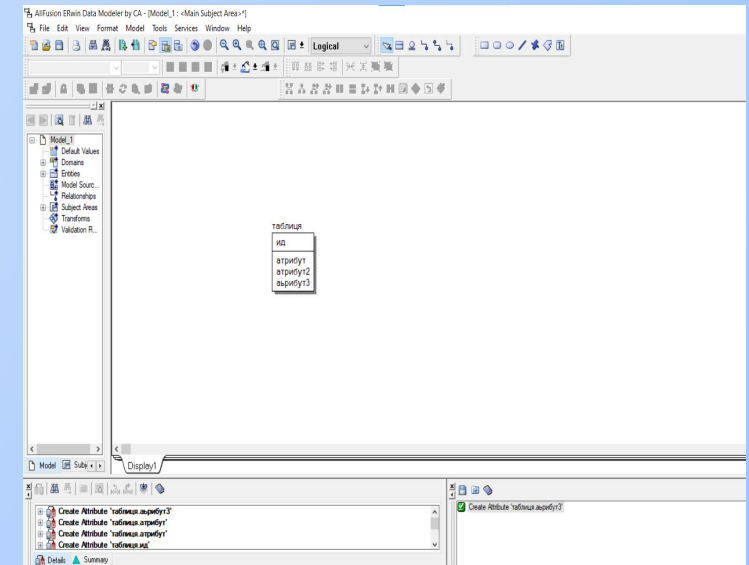 AllFusion ERwin Data Modeler by CA - [Model_1 : <Main Subject Area>*]
File Edit View Format Model Tools Services Window Help
Logical
Model_1
Default Values
Domains
Entities
Model Sourc...
Relationships
Subject Areas
Transforms
Validation R...
таблиця
ид
атрибут
атрибут2
аьрибут3
Model Subj
Display1
Create Attribute 'таблиця.аьрибут3'
Create Attribute 'таблиця.атрибут'
Create Attribute 'таблиця.атрибут'
Create Attribute 'таблиця.ид'
Details Summary
Create Attribute 'таблиця.аьрибут3'